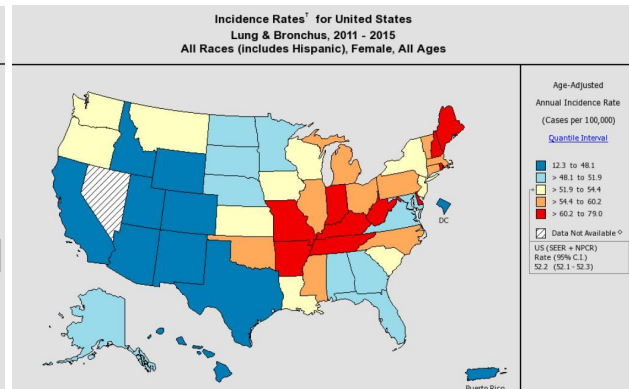 Incidence Rates† for United States
Lung & Bronchus, 2011 - 2015
All Races (includes Hispanic), Female, All Ages
Age-Adjusted
Annual Incidence Rate
(Cases per 100,000)
Quantile Interval
12.3 to 48.1
> 48.1 to 51.9
> 51.9 to 54.4
> 54.4 to 60.2
> 60.2 to 79.0
Data Not Available ◇
US (SEER + NPCR)
Rate (95% C.I.)
52.2 (52.1 - 52.3)
DC
Puerto Rico